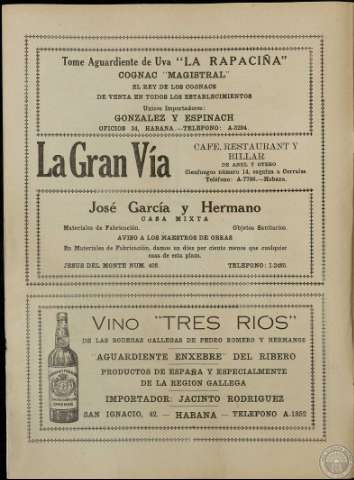 Tome Aguardiente de Uva "LA RAPACIÑA"
COGNAC "MAGISTRAL"
EL REY DE LOS COGNACS
DE VENTA EN TODOS LOS ESTABLECIMIENTOS
Unicos Importadores:
GONZALEZ Y ESPINACH
OFICIOS 34, HABANA.—TELEFONO: A-3294.
La Gran Vía
CAFE, RESTAURANT Y
BILLAR
DE ANEL Y OTERO
Cienfuegos número 14, esquina a Corrales
Teléfono: A-7786.—Habana.
José García y Hermano
CASA MIXTA
Materiales de Fabricación. Objetos Sanitarios.
AVISO A LOS MAESTROS DE OBRAS
En Materiales de Fabricación, damos un diez por ciento menos que cualquier
casa de esta plaza.
JESUS DEL MONTE NUM. 408 TELEFONO: I-2480.
VINO "TRES RIOS"
DE LAS BODEGAS GALLEGAS DE PEDRO ROMERO Y HERMANOS
"AGUARDIENTE ENXEBRE" DEL RIBERO
PRODUCTOS DE ESPAÑA Y ESPECIALMENTE
DE LA REGION GALLEGA
IMPORTADOR: JACINTO RODRIGUEZ
SAN IGNACIO, 42. — HABANA — TELEFONO A-1852